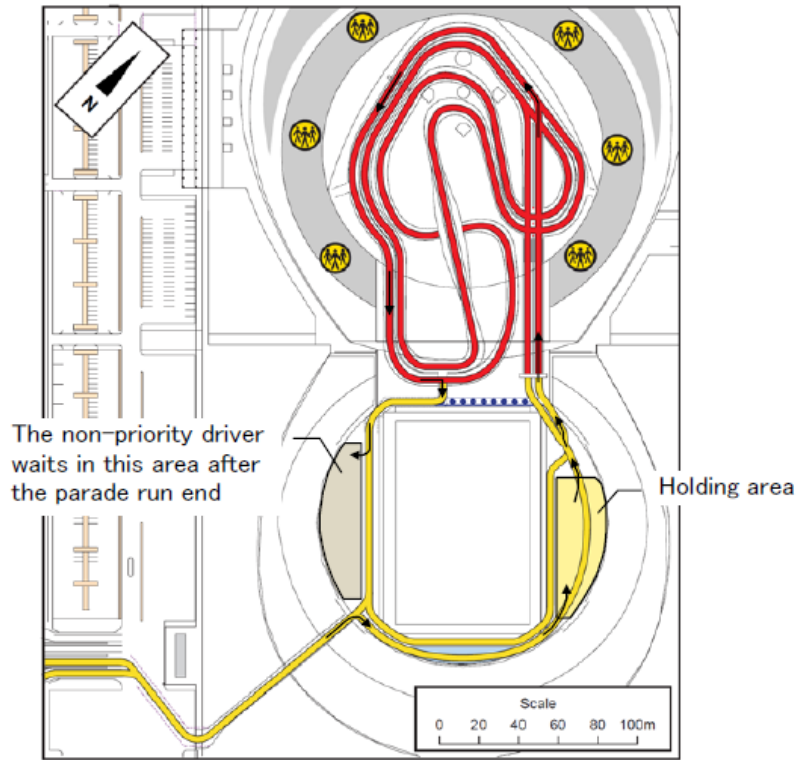 N
The non-priority driver
waits in this area after
the parade run end
Holding area
Scale
0 20 40 60 80 100m